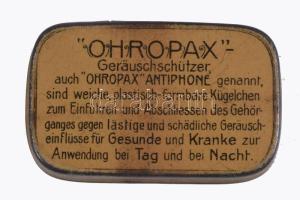 "OHROPAX"-
Geräuschschützer,
auch "OHROPAX" ANTIPHONE genannt,
sind weiche, plastisch-formbare Kügelchen
zum Einführen und Abschliessen des Gehör-
ganges gegen lästige und schädliche Geräusch-
einflüsse für Gesunde und Kranke zur
Anwendung bei Tag und bei Nacht.